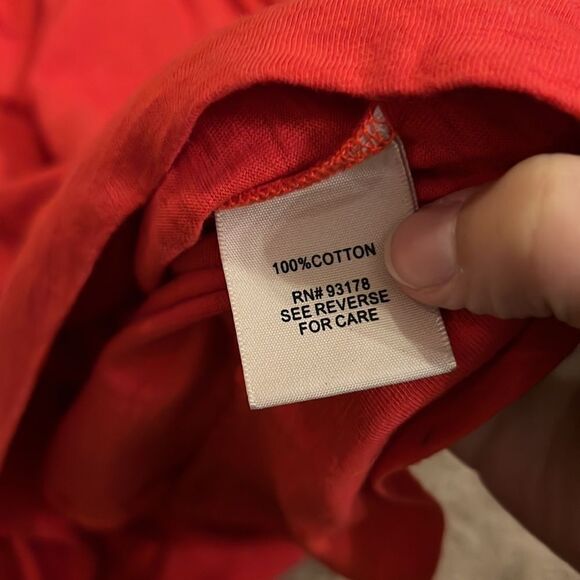 100%COTTON
RN# 93178
SEE REVERSE
FOR CARE